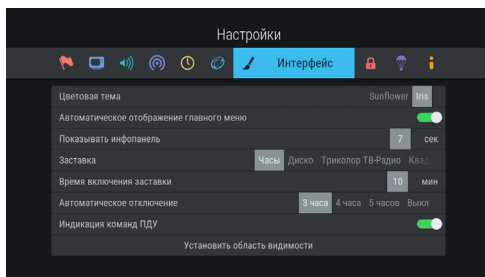 Настройки
Интерфейс
Цветовая тема Sunflower Iris
Автоматическое отображение главного меню
Показывать инфопанель 7 сек
Заставка Часы Диско Триколор ТВ-Радио Квад
Время включения заставки 10 мин
Автоматическое отключение 3 часа 4 часа 5 часов Выкл
Индикация команд ПДУ
Установить область видимости